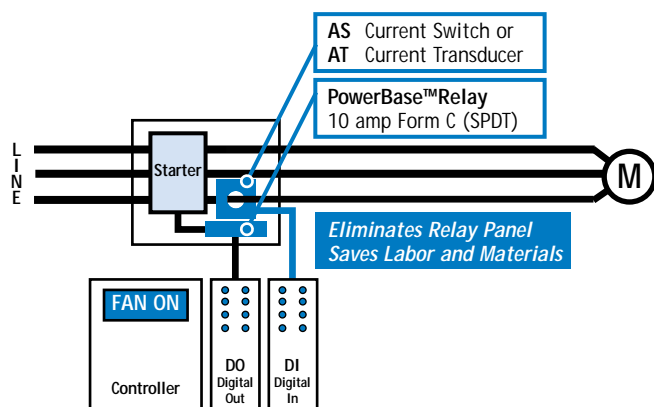 AS Current Switch or
AT Current Transducer
PowerBase™Relay
10 amp Form C (SPDT)
LINE
Starter
M
Eliminates Relay Panel
Saves Labor and Materials
FAN ON
Controller
DO
Digital
Out
DI
Digital
In